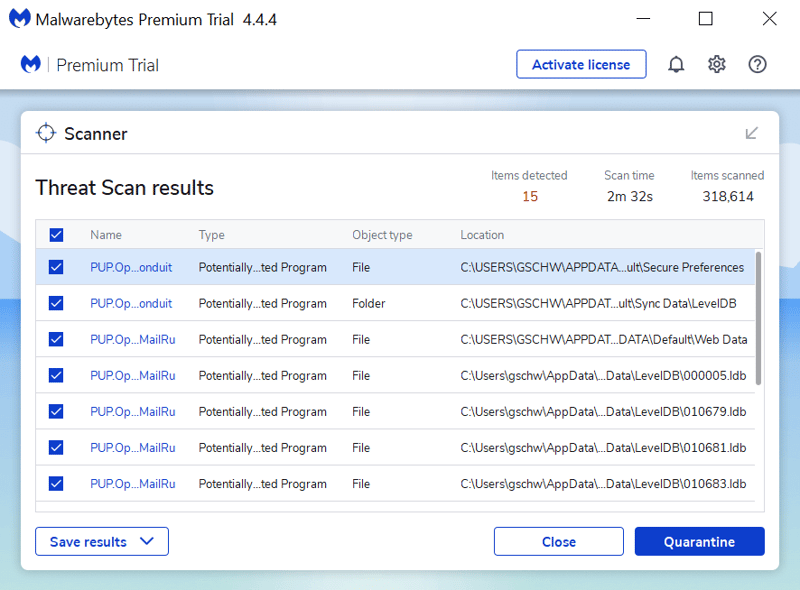 Malwarebytes Premium Trial 4.4.4
Premium Trial
Activate license
Scanner
Threat Scan results
Items detected
15
Scan time
2m 32s
Items scanned
318,614
Name Type Object type Location
PUP.Op...onduit Potentially...ted Program File C:\USERS\GSCHW\APPDATA...ult\Secure Preferences
PUP.Op...onduit Potentially...ted Program Folder C:\USERS\GSCHW\APPDAT...ult\Sync Data\LevelDB
PUP.Op...MailRu Potentially...ted Program File C:\USERS\GSCHW\APPDAT...DATA\Default\Web Data
PUP.Op...MailRu Potentially...ted Program File C:\Users\gschw\AppData\...Data\LevelDB\000005.ldb
PUP.Op...MailRu Potentially...ted Program File C:\Users\gschw\AppData\...Data\LevelDB\010679.ldb
PUP.Op...MailRu Potentially...ted Program File C:\Users\gschw\AppData\...Data\LevelDB\010681.ldb
PUP.Op...MailRu Potentially...ted Program File C:\Users\gschw\AppData\...Data\LevelDB\010683.ldb
Save results
Close
Quarantine